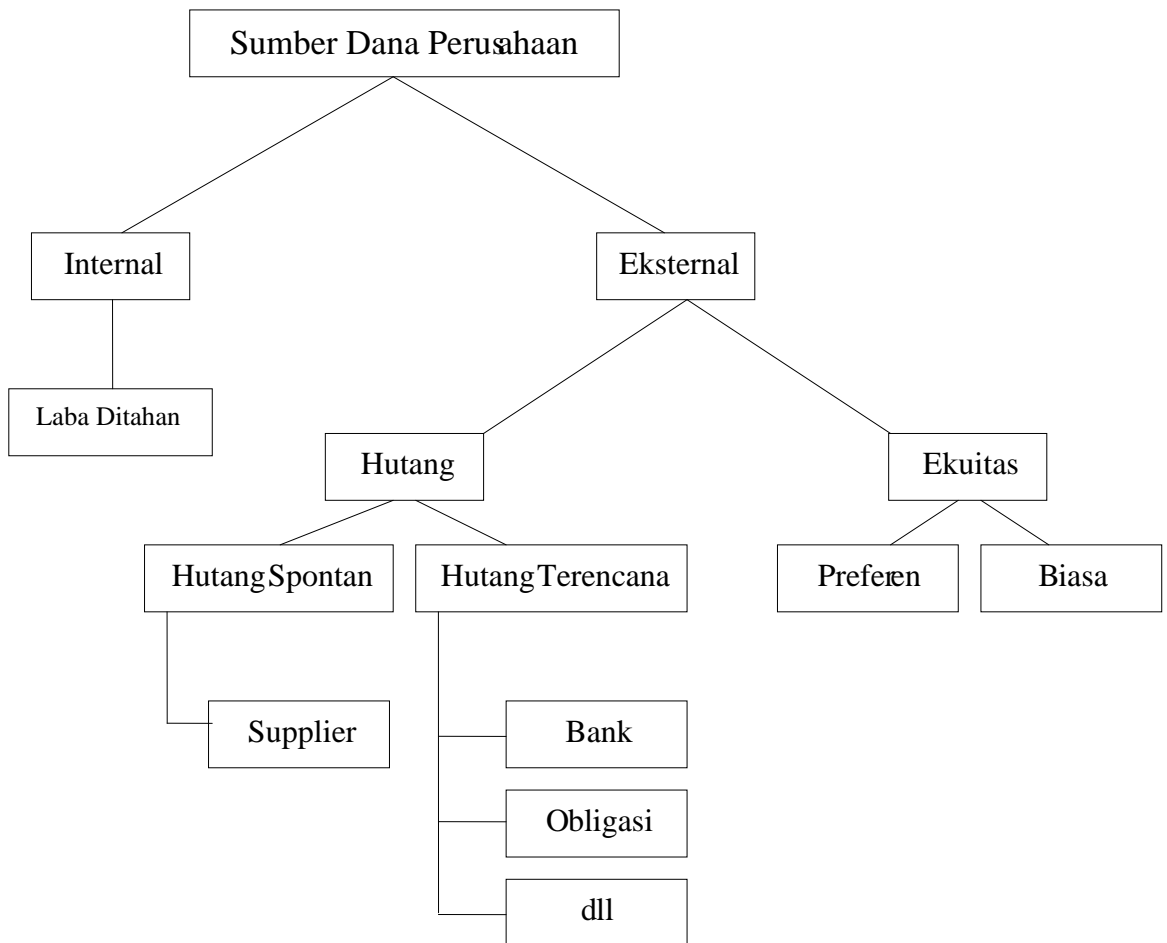 Sumber Dana Perusahaan
Internal
Eksternal
Laba Ditahan
Hutang
Ekuitas
Hutang Spontan
Hutang Terencana
Preferen
Biasa
Supplier
Bank
Obligasi
dll